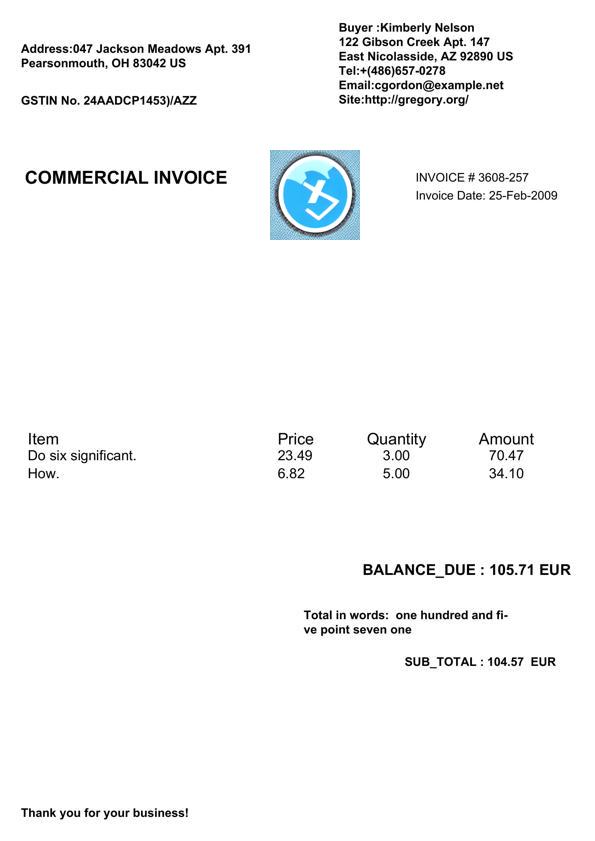 Address:047 Jackson Meadows Apt. 391
Pearsonmouth, OH 83042 US
GSTIN No. 24AADCP1453)/AZZ
Buyer :Kimberly Nelson
122 Gibson Creek Apt. 147
East Nicolasside, AZ 92890 US
Tel:+(486)657-0278
Email:cgordon@example.net
Site:http://gregory.org/
COMMERCIAL INVOICE
INVOICE # 3608-257
Invoice Date: 25-Feb-2009
Item Price Quantity Amount
Do six significant. 23.49 3.00 70.47
How. 6.82 5.00 34.10
BALANCE_DUE : 105.71 EUR
Total in words: one hundred and fi-
ve point seven one
SUB_TOTAL : 104.57 EUR
Thank you for your business!